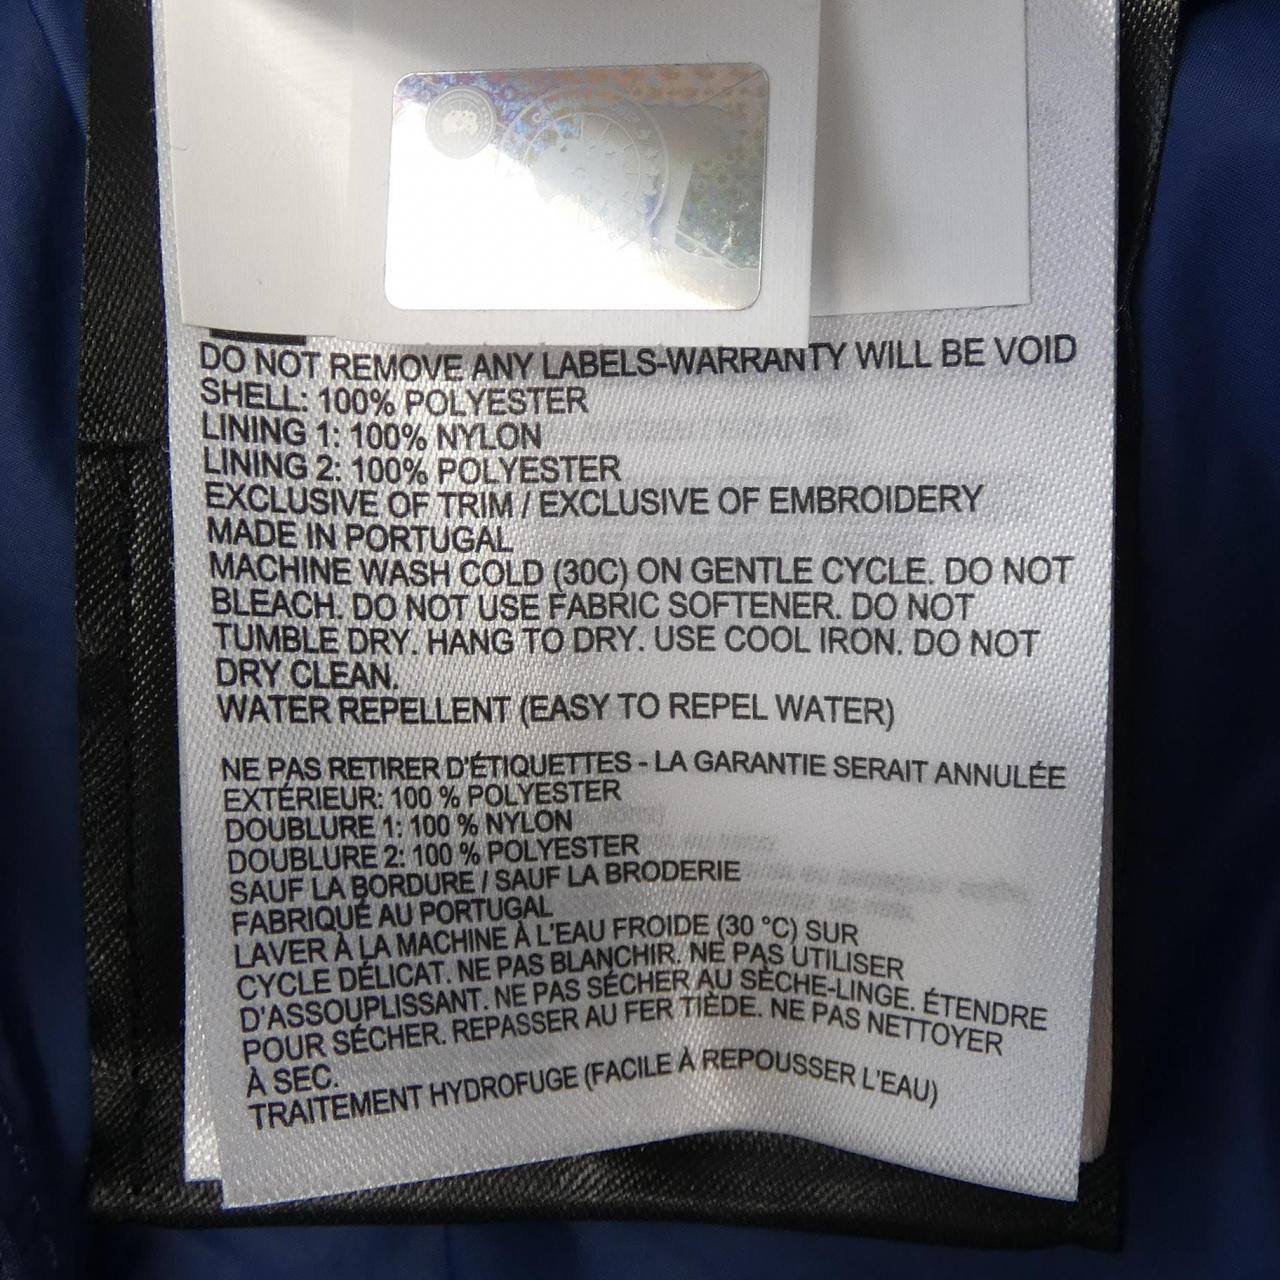 DO NOT REMOVE ANY LABELS-WARRANTY WILL BE VOID
SHELL: 100% POLYESTER
LINING 1: 100% NYLON
LINING 2: 100% POLYESTER
EXCLUSIVE OF TRIM / EXCLUSIVE OF EMBROIDERY
MADE IN PORTUGAL
MACHINE WASH COLD (30C) ON GENTLE CYCLE. DO NOT
BLEACH. DO NOT USE FABRIC SOFTENER. DO NOT
TUMBLE DRY. HANG TO DRY. USE COOL IRON. DO NOT
DRY CLEAN.
WATER REPELLENT (EASY TO REPEL WATER)
NE PAS RETIRER D'ÉTIQUETTES - LA GARANTIE SERAIT ANNULÉE
EXTÉRIEUR: 100 % POLYESTER
DOUBLURE 1: 100 % NYLON
DOUBLURE 2: 100 % POLYESTER
SAUF LA BORDURE / SAUF LA BRODERIE
FABRIQUÉ AU PORTUGAL
LAVER À LA MACHINE À L'EAU FROIDE (30 °C) SUR
CYCLE DÉLICAT. NE PAS BLANCHIR. NE PAS UTILISER
D'ASSOUPLISSANT. NE PAS SÉCHER AU SÈCHE-LINGE. ÉTENDRE
POUR SÉCHER. REPASSER AU FER TIÈDE. NE PAS NETTOYER
À SEC.
TRAITEMENT HYDROFUGE (FACILE À REPOUSSER L'EAU)